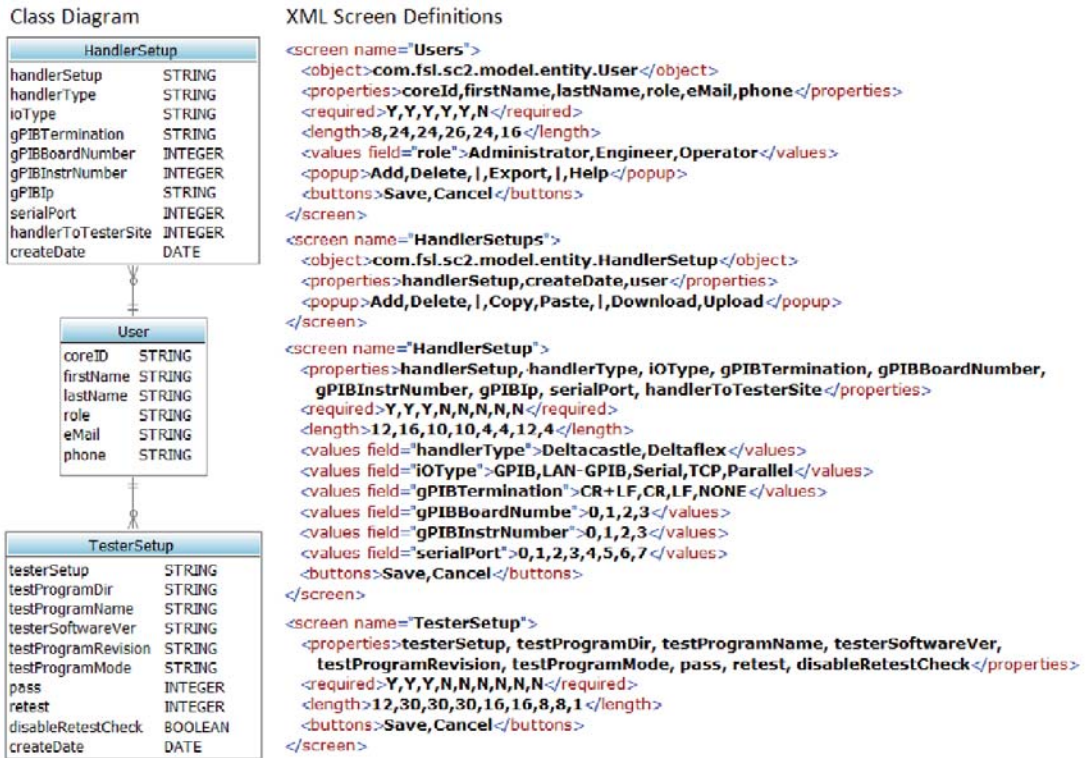 Class Diagram
HandlerSetup
handlerSetup STRING
handlerType STRING
ioType STRING
gPIBTermination STRING
gPIBBoardNumber INTEGER
gPIBInstrNumber INTEGER
gPIBIp STRING
serialPort INTEGER
handlerToTesterSite INTEGER
createDate DATE
User
coreID STRING
firstName STRING
lastName STRING
role STRING
eMail STRING
phone STRING
TesterSetup
testerSetup STRING
testProgramDir STRING
testProgramName STRING
testerSoftwareVer STRING
testProgramRevision STRING
testProgramMode STRING
pass INTEGER
retest INTEGER
disableRetestCheck BOOLEAN
createDate DATE
XML Screen Definitions
<screen name="Users">
<object>com.fsl.sc2.model.entity.User</object>
<properties>coreId,firstName,lastName,role,eMail,phone</properties>
<required>Y,Y,Y,Y,Y,N</required>
<length>8,24,24,26,24,16</length>
<values field="role">Administrator,Engineer,Operator</values>
<popup>Add,Delete,|,Export,|,Help</popup>
<buttons>Save,Cancel</buttons>
</screen>
<screen name="HandlerSetups">
<object>com.fsl.sc2.model.entity.HandlerSetup</object>
<properties>handlerSetup,createDate,user</properties>
<popup>Add,Delete,|,Copy,Paste,|,Download,Upload</popup>
</screen>
<screen name="HandlerSetup">
<properties>handlerSetup, handlerType, iOType, gPIBTermination, gPIBBoardNumber,
gPIBInstrNumber, gPIBIp, serialPort, handlerToTesterSite</properties>
<required>Y,Y,Y,N,N,N,N,N</required>
<length>12,16,10,10,4,4,12,4</length>
<values field="handlerType">Deltacastle,Deltaflex</values>
<values field="iOType">GPIB,LAN-GPIB,Serial,TCP,Parallel</values>
<values field="gPIBTermination">CR+LF,CR,LF,NONE</values>
<values field="gPIBBoardNumbe">0,1,2,3</values>
<values field="gPIBInstrNumber">0,1,2,3</values>
<values field="serialPort">0,1,2,3,4,5,6,7</values>
<buttons>Save,Cancel</buttons>
</screen>
<screen name="TesterSetup">
<properties>testerSetup, testProgramDir, testProgramName, testerSoftwareVer,
testProgramRevision, testProgramMode, pass, retest, disableRetestCheck</properties>
<required>Y,Y,Y,N,N,N,N,N,N</required>
<length>12,30,30,30,16,16,8,8,1</length>
<buttons>Save,Cancel</buttons>
</screen>